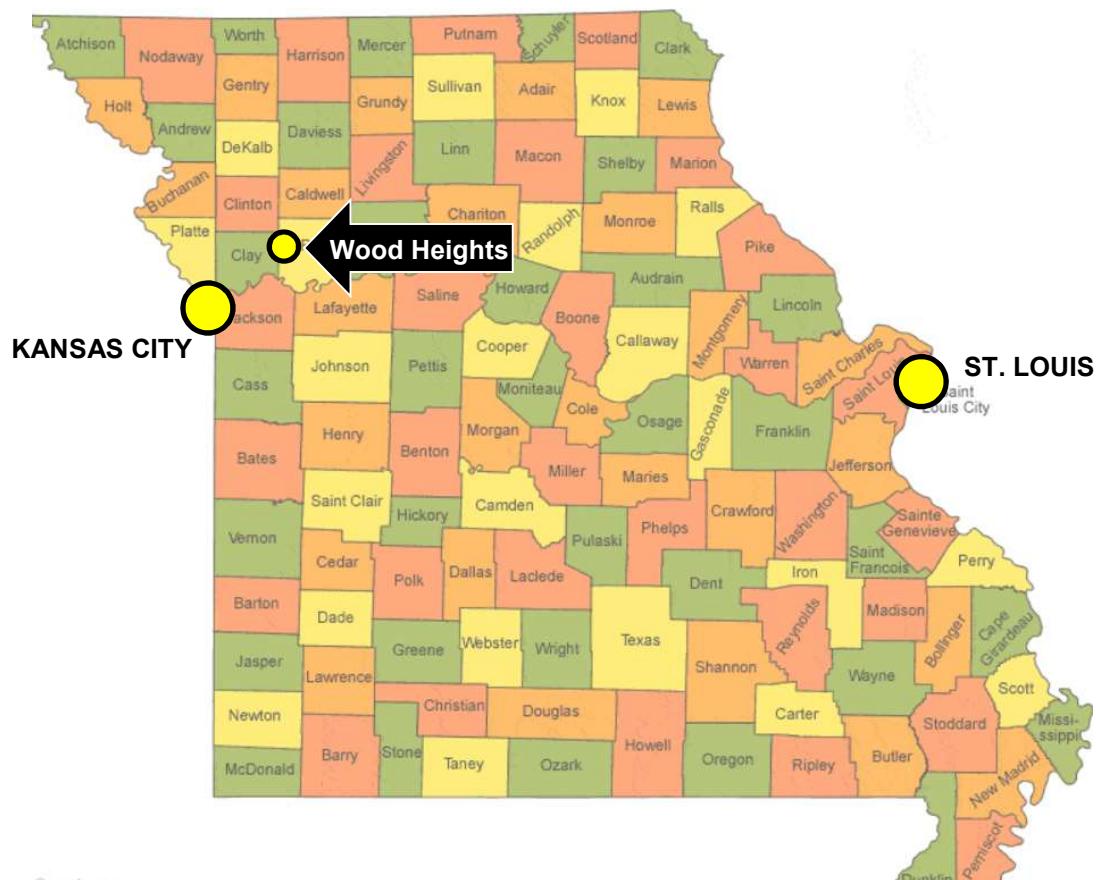 Atchison
Nodaway
Worth
Harrison
Mercer
Putnam
Schuyler
Scotland
Clark
Gentry
Sullivan
Adair
Knox
Lewis
Holt
Grundy
Andrew
DeKalb
Daviess
Livingston
Linn
Macon
Shelby
Marion
Buchanan
Clinton
Caldwell
Chariton
Randolph
Monroe
Ralls
Platte
Clay
Wood Heights
Pike
Audrain
Howard
Lincoln
Jackson
Lafayette
Saline
Boone
Callaway
Montgomery
KANSAS CITY
Cooper
Warren
Saint Charles
Johnson
Pettis
ST. LOUIS
Cass
Moniteau
Saint Louis
Saint
Louis City
Cole
Osage
Gasconade
Franklin
Henry
Morgan
Bates
Benton
Miller
Maries
Jefferson
Saint Clair
Camden
Crawford
Washington
Hickory
Phelps
Sainte
Genevieve
Vernon
Pulaski
Saint
Francois
Cedar
Polk
Dallas
Laclede
Dent
Iron
Perry
Barton
Dade
Reynolds
Madison
Bollinger
Cape
Girardeau
Webster
Wright
Texas
Greene
Jasper
Lawrence
Shannon
Wayne
Scott
Newton
Christian
Douglas
Carter
Stoddard
Missi-
ssippi
McDonald
Barry
Stone
Taney
Ozark
Howell
Oregon
Ripley
Butler
New Madrid
Pemiscot
Dunklin